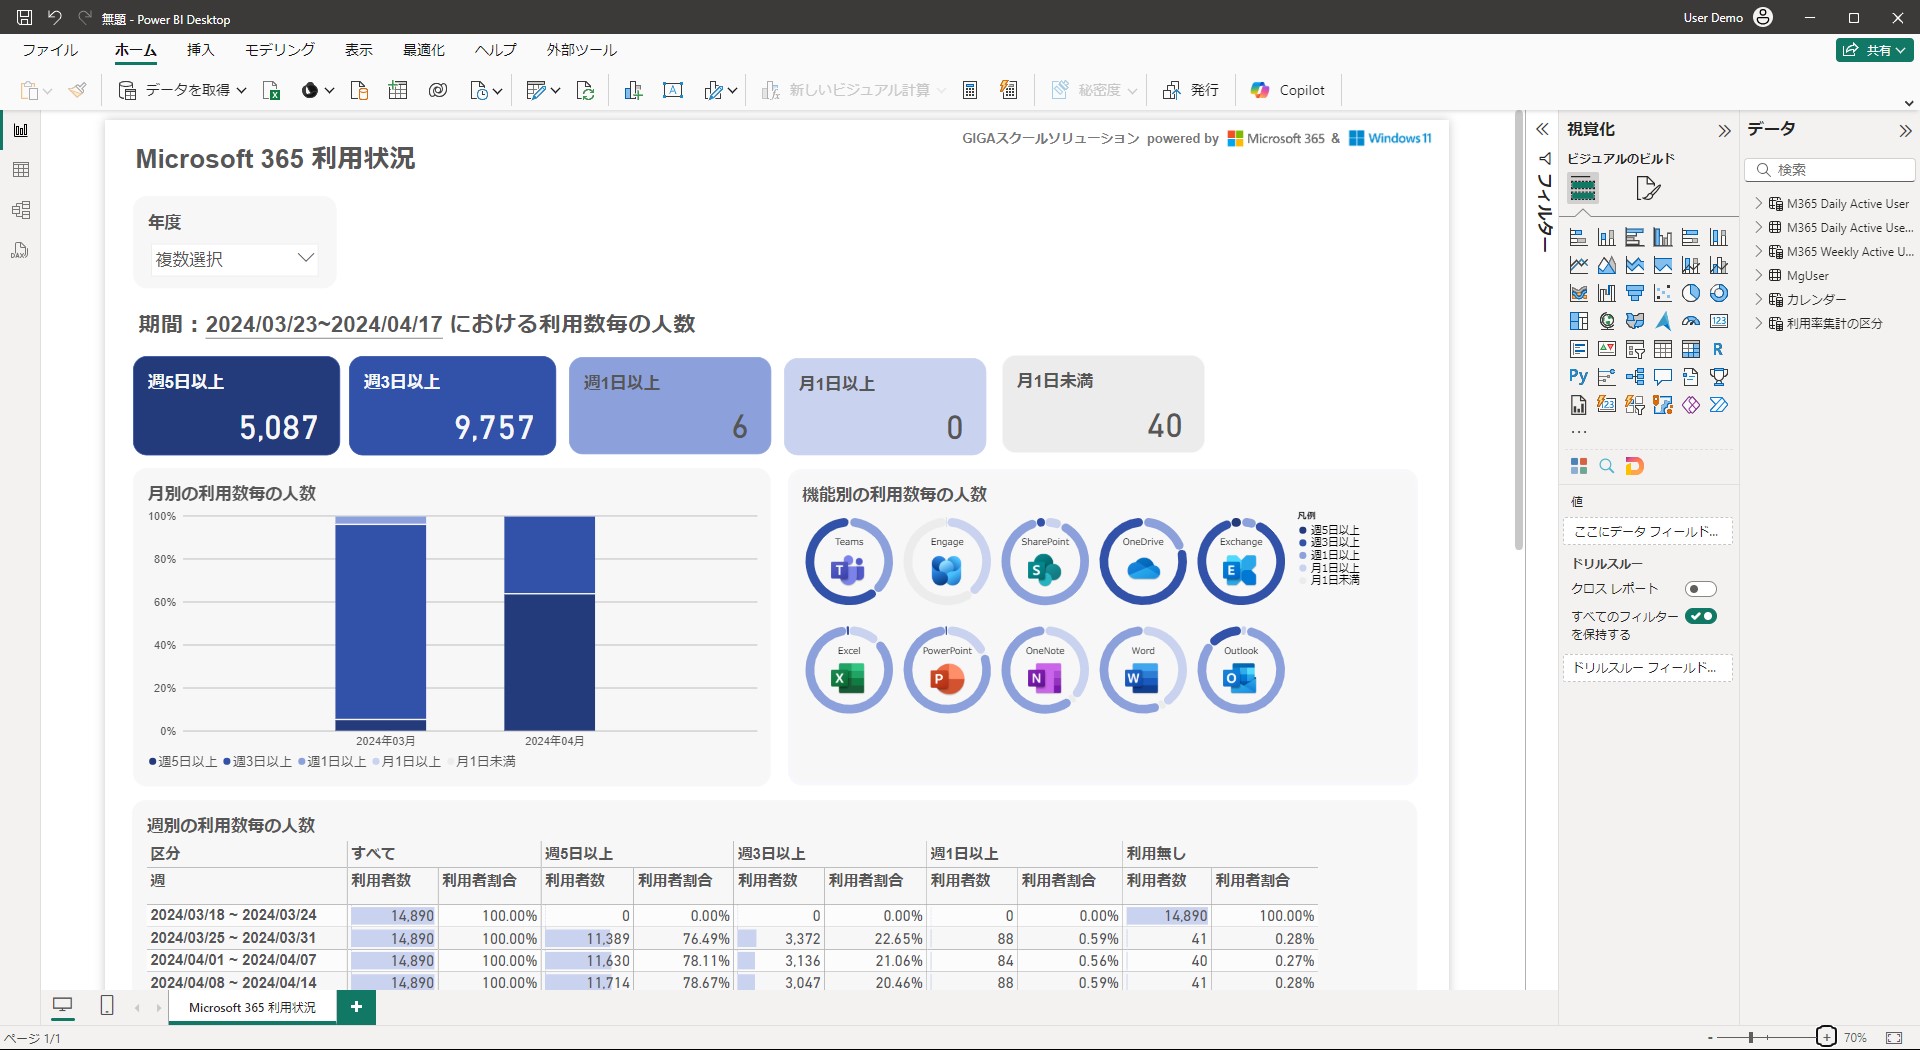 無題 - Power BI Desktop
User Demo
ファイル ホーム 挿入 モデリング 表示 最適化 ヘルプ 外部ツール
共有
データを取得
新しいビジュアル計算
秘密度
発行
Copilot
GIGAスクールソリューション powered by Microsoft 365 & Windows11
Microsoft 365 利用状況
年度
複数選択
期間：2024/03/23~2024/04/17 における利用数毎の人数
週5日以上
5,087
週3日以上
9,757
週1日以上
6
月1日以上
0
月1日未満
40
月別の利用数毎の人数
100%
80%
60%
40%
20%
0%
2024年03月 2024年04月
週5日以上 週3日以上 週1日以上 月1日以上 月1日未満
機能別の利用数毎の人数
Teams Engage SharePoint OneDrive Exchange
Excel PowerPoint OneNote Word Outlook
凡例
週5日以上
週3日以上
週1日以上
月1日以上
月1日未満
週別の利用数毎の人数
区分 すべて 週5日以上 週3日以上 週1日以上 利用無し
週 利用者数 利用者割合 利用者数 利用者割合 利用者数 利用者割合 利用者数 利用者割合 利用者数 利用者割合
2024/03/18 ~ 2024/03/24 14,890 100.00% 0 0.00% 0 0.00% 0 0.00% 14,890 100.00%
2024/03/25 ~ 2024/03/31 14,890 100.00% 11,389 76.49% 3,372 22.65% 88 0.59% 41 0.28%
2024/04/01 ~ 2024/04/07 14,890 100.00% 11,630 78.11% 3,136 21.06% 84 0.56% 40 0.27%
2024/04/08 ~ 2024/04/14 14,890 100.00% 11,714 78.67% 3,047 20.46% 88 0.59% 41 0.28%
Microsoft 365 利用状況
ページ 1/1
70%
フィルター
視覚化
ビジュアルのビルド
値
ここにデータ フィールド...
ドリルスルー
クロス レポート
すべてのフィルター
を保持する
ドリルスルー フィールド...
データ
検索
M365 Daily Active User
M365 Daily Active Use...
M365 Weekly Active U...
MgUser
カレンダー
利用率集計の区分